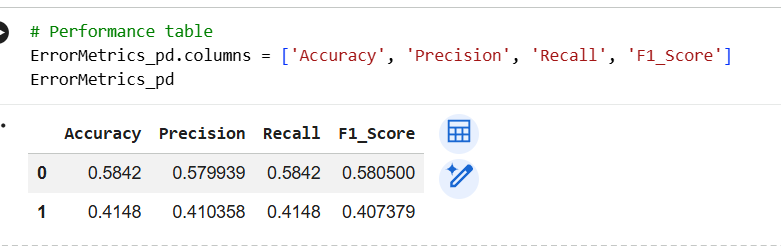 # Performance table
ErrorMetrics_pd.columns = ['Accuracy', 'Precision', 'Recall', 'F1_Score']
ErrorMetrics_pd
Accuracy Precision Recall F1_Score
0 0.5842 0.579939 0.5842 0.580500
1 0.4148 0.410358 0.4148 0.407379